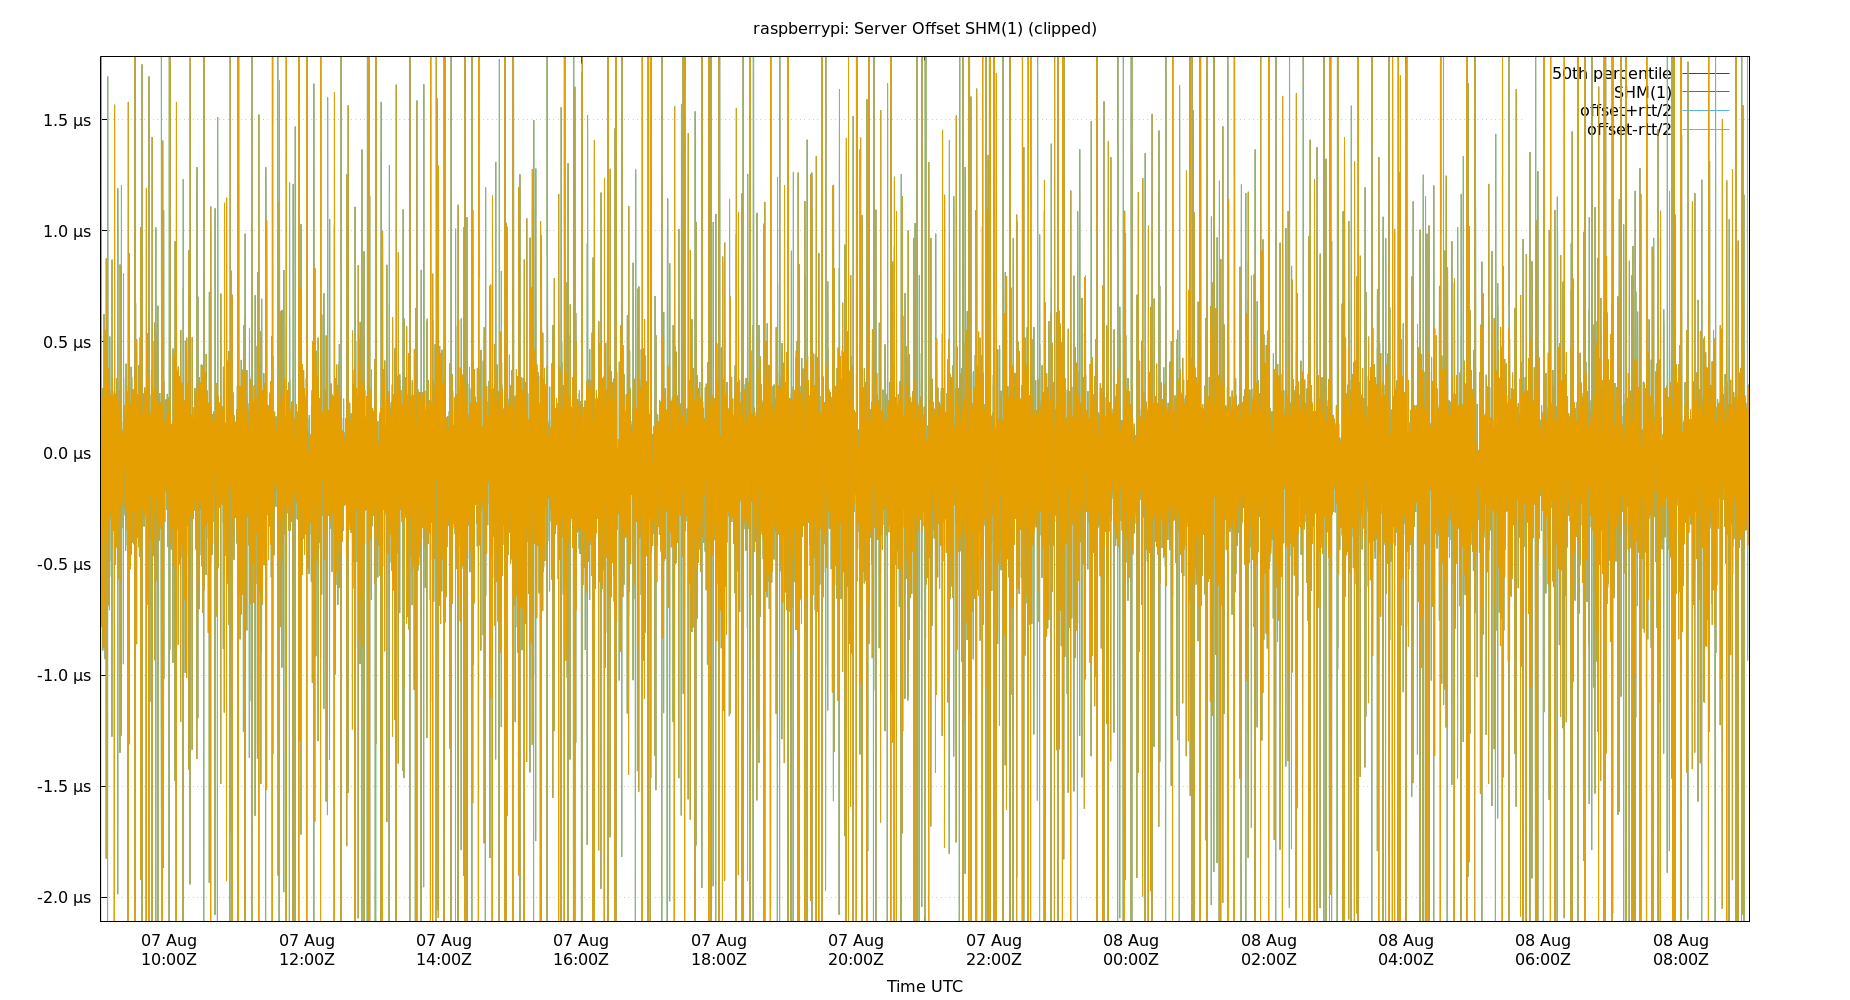 raspberrypi: Server Offset SHM(1) (clipped)
50th percentile
SHM(1)
offset+rtt/2
offset-rtt/2
1.5 µs
1.0 µs
0.5 µs
0.0 µs
-0.5 µs
-1.0 µs
-1.5 µs
-2.0 µs
07 Aug 07 Aug 07 Aug 07 Aug 07 Aug 07 Aug 07 Aug 08 Aug 08 Aug 08 Aug 08 Aug 08 Aug
10:00Z 12:00Z 14:00Z 16:00Z 18:00Z 20:00Z 22:00Z 00:00Z 02:00Z 04:00Z 06:00Z 08:00Z
Time UTC